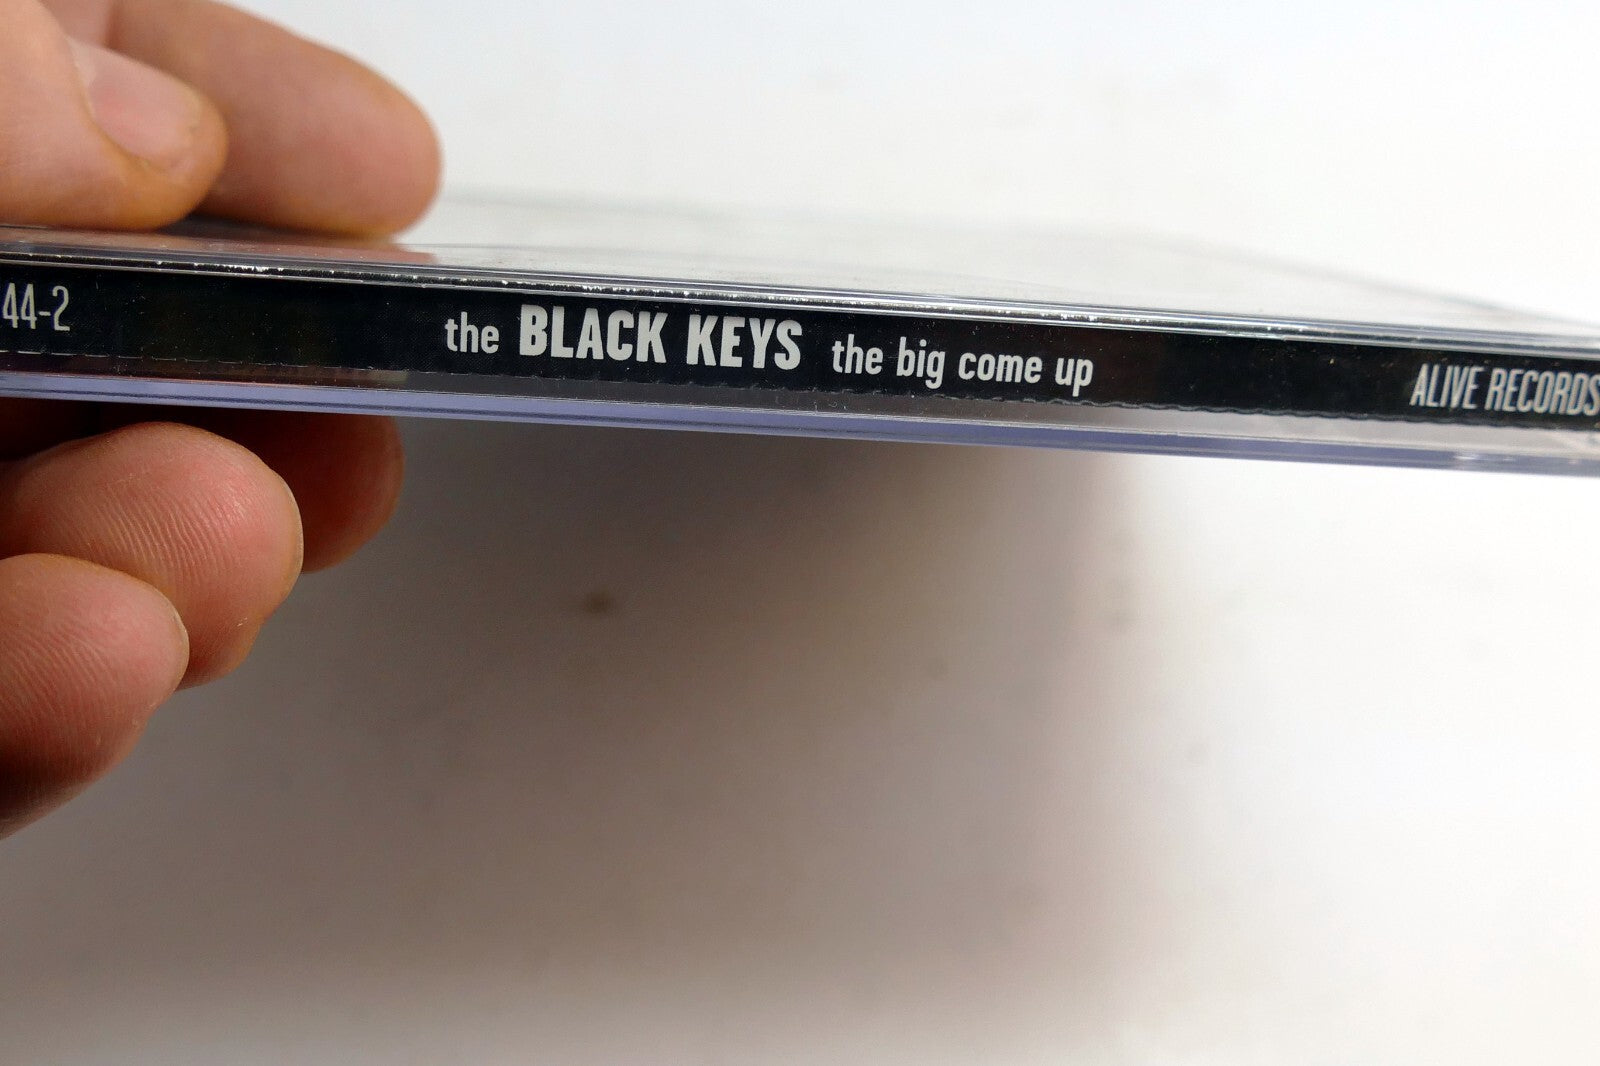 44-2 the BLACK KEYS the big come up ALIVE RECORDS